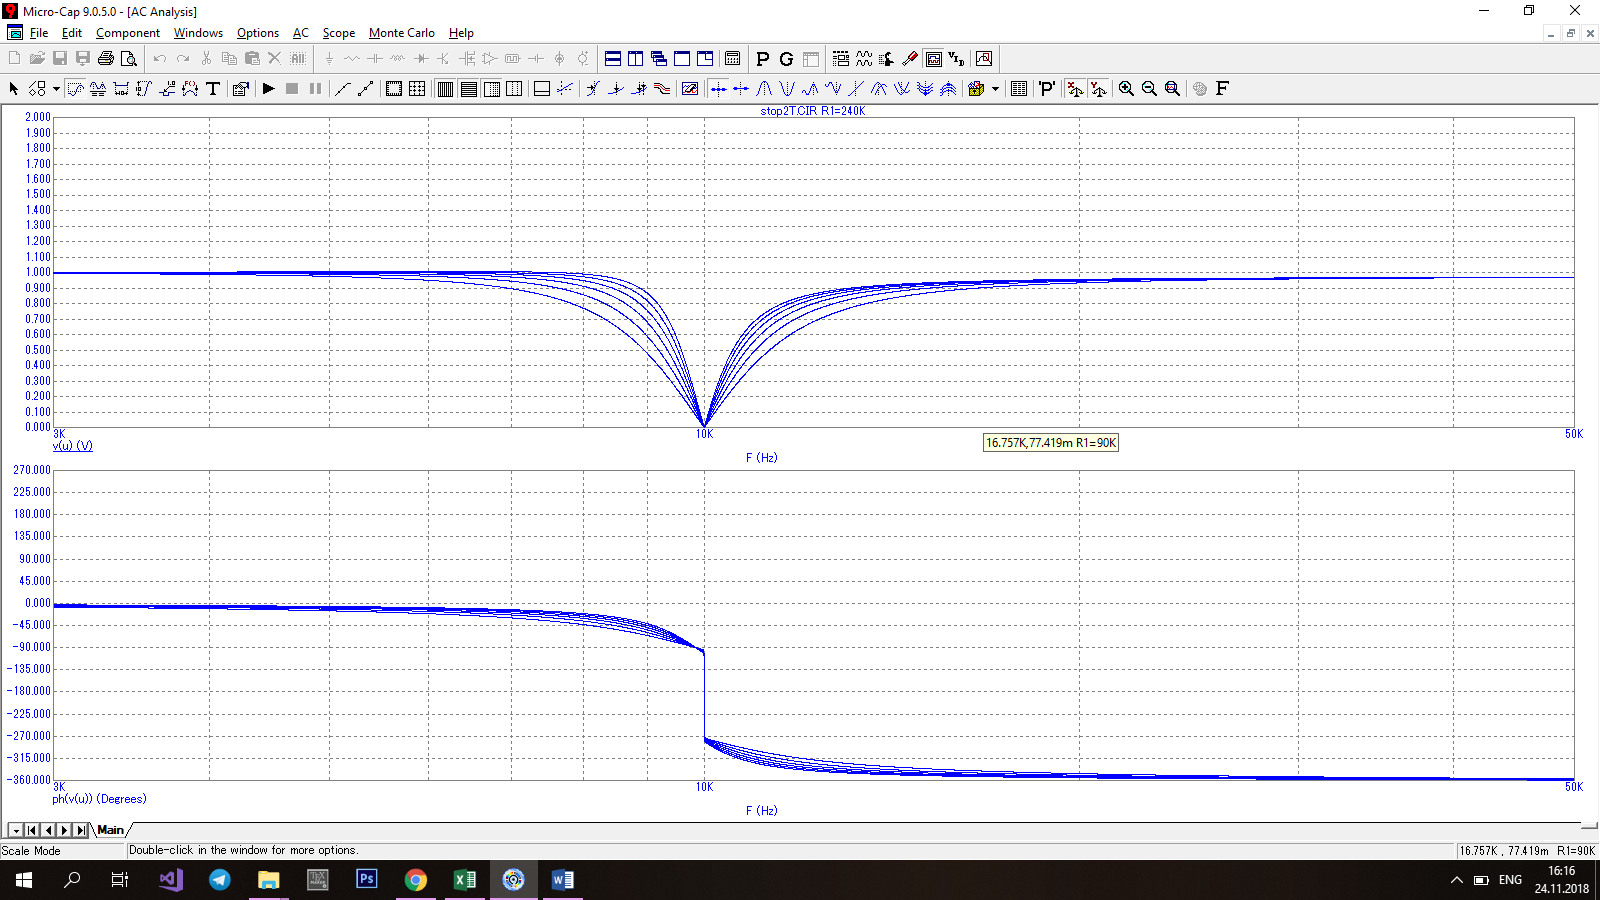 Micro-Cap 9.0.5.0 - [AC Analysis]
File Edit Component Windows Options AC Scope Monte Carlo Help
P G
T 'P' F
stop2T.CIR R1=240K
2.000
1.900
1.800
1.700
1.600
1.500
1.400
1.300
1.200
1.100
1.000
0.900
0.800
0.700
0.600
0.500
0.400
0.300
0.200
0.100
0.000
3K 10K 50K
v(u) (V)
16.757K,77.419m R1=90K
F (Hz)
270.000
225.000
180.000
135.000
90.000
45.000
0.000
-45.000
-90.000
-135.000
-180.000
-225.000
-270.000
-315.000
-360.000
3K 10K 50K
ph(v(u)) (Degrees)
F (Hz)
Main
Scale Mode
Double-click in the window for more options.
16.757K , 77.419m R1=90K
Ps
ENG
16:16
24.11.2018